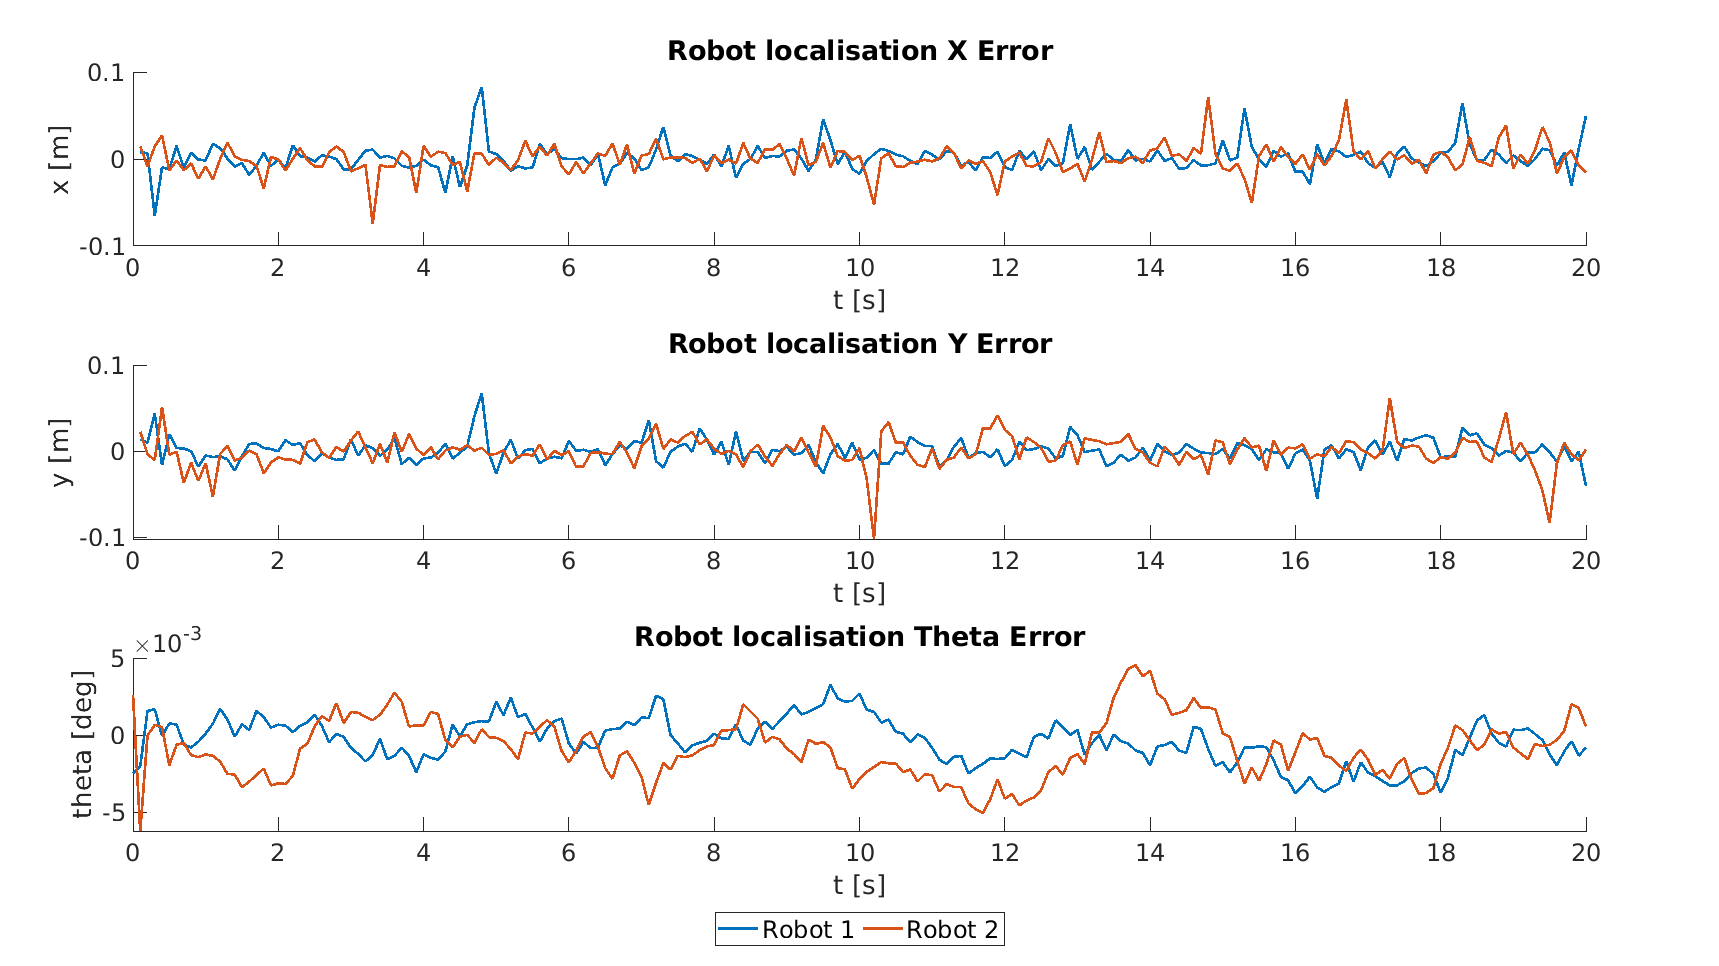 Robot localisation X Error
0.1
0
-0.1
x [m]
0 2 4 6 8 10 12 14 16 18 20
t [s]
Robot localisation Y Error
0.1
0
-0.1
y [m]
0 2 4 6 8 10 12 14 16 18 20
t [s]
Robot localisation Theta Error
×10-3
5
0
-5
theta [deg]
0 2 4 6 8 10 12 14 16 18 20
t [s]
Robot 1 Robot 2